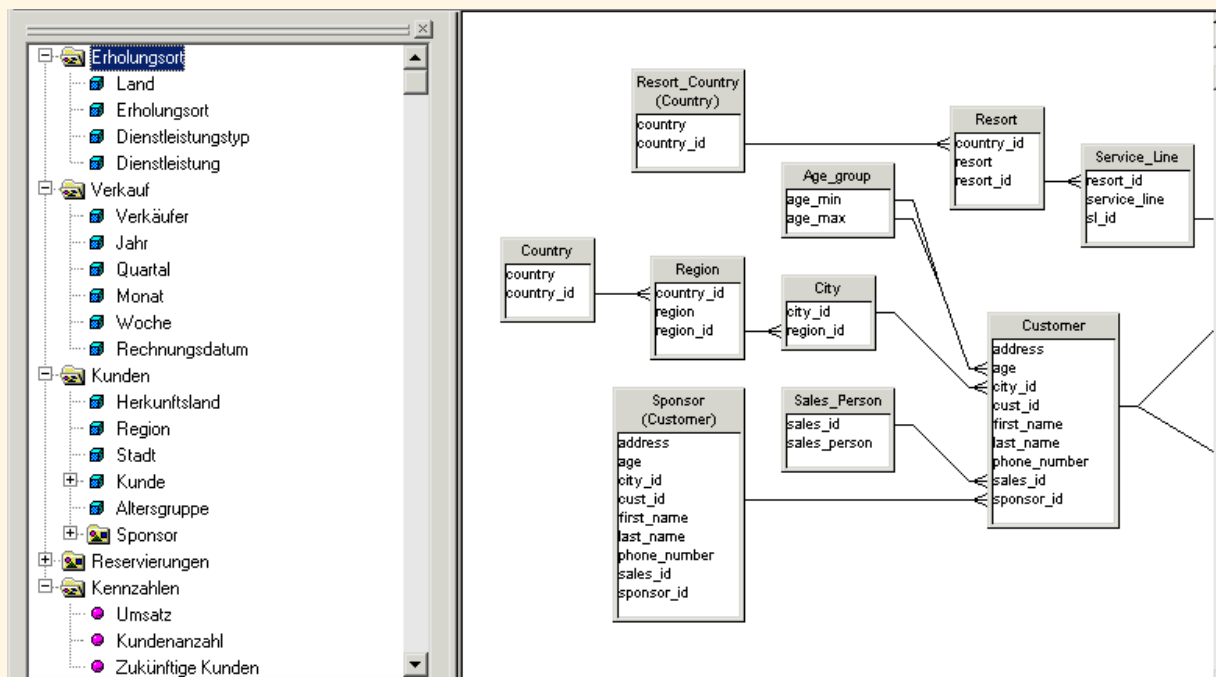 Erholungsort
Land
Erholungsort
Dienstleistungstyp
Dienstleistung
Verkauf
Verkäufer
Jahr
Quartal
Monat
Woche
Rechnungsdatum
Kunden
Herkunftsland
Region
Stadt
Kunde
Altersgruppe
Sponsor
Reservierungen
Kennzahlen
Umsatz
Kundenanzahl
Zukünftige Kunden
Resort_Country
(Country)
country
country_id
Resort
country_id
resort
resort_id
Service_Line
resort_id
service_line
sl_id
Age_group
age_min
age_max
Country
country
country_id
Region
country_id
region
region_id
City
city_id
region_id
Customer
address
age
city_id
cust_id
first_name
last_name
phone_number
sales_id
sponsor_id
Sponsor
(Customer)
address
age
city_id
cust_id
first_name
last_name
phone_number
sales_id
sponsor_id
Sales_Person
sales_id
sales_person